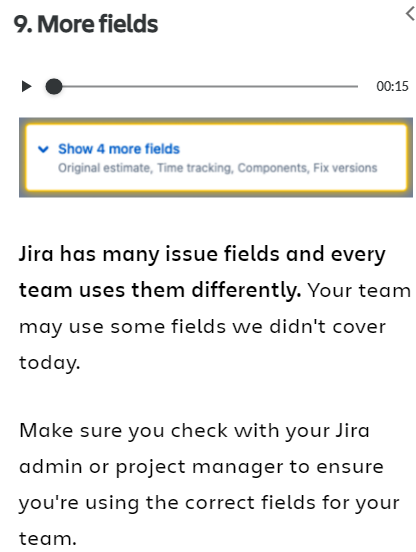 9. More fields
00:15
Show 4 more fields
Original estimate, Time tracking, Components, Fix versions
Jira has many issue fields and every
team uses them differently. Your team
may use some fields we didn't cover
today.
Make sure you check with your Jira
admin or project manager to ensure
you're using the correct fields for your
team.